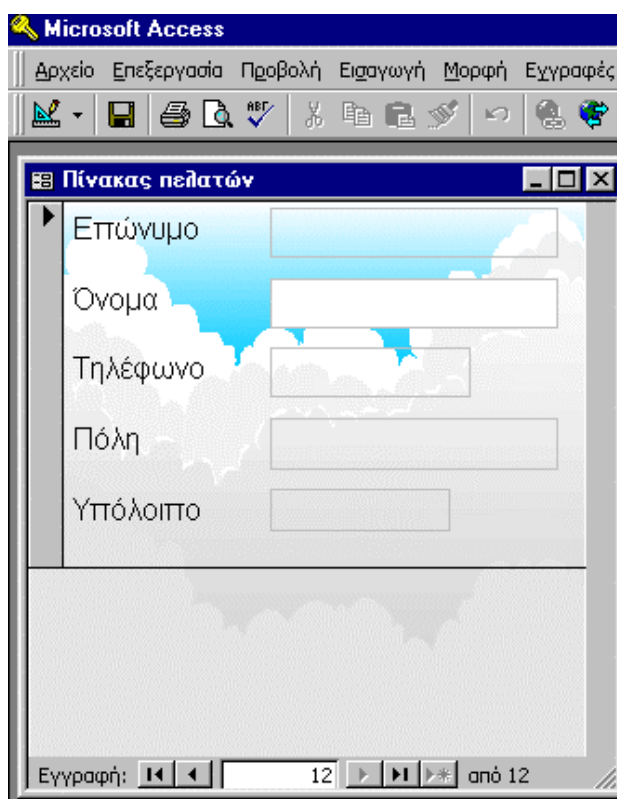 Microsoft Access
Αρχείο Επεξεργασία Προβολή Εισαγωγή Μορφή Εγγραφές
ABC
Πίνακας πελατών
Επώνυμο
Όνομα
Τηλέφωνο
Πόλη
Υπόλοιπο
Εγγραφή: 12 από 12